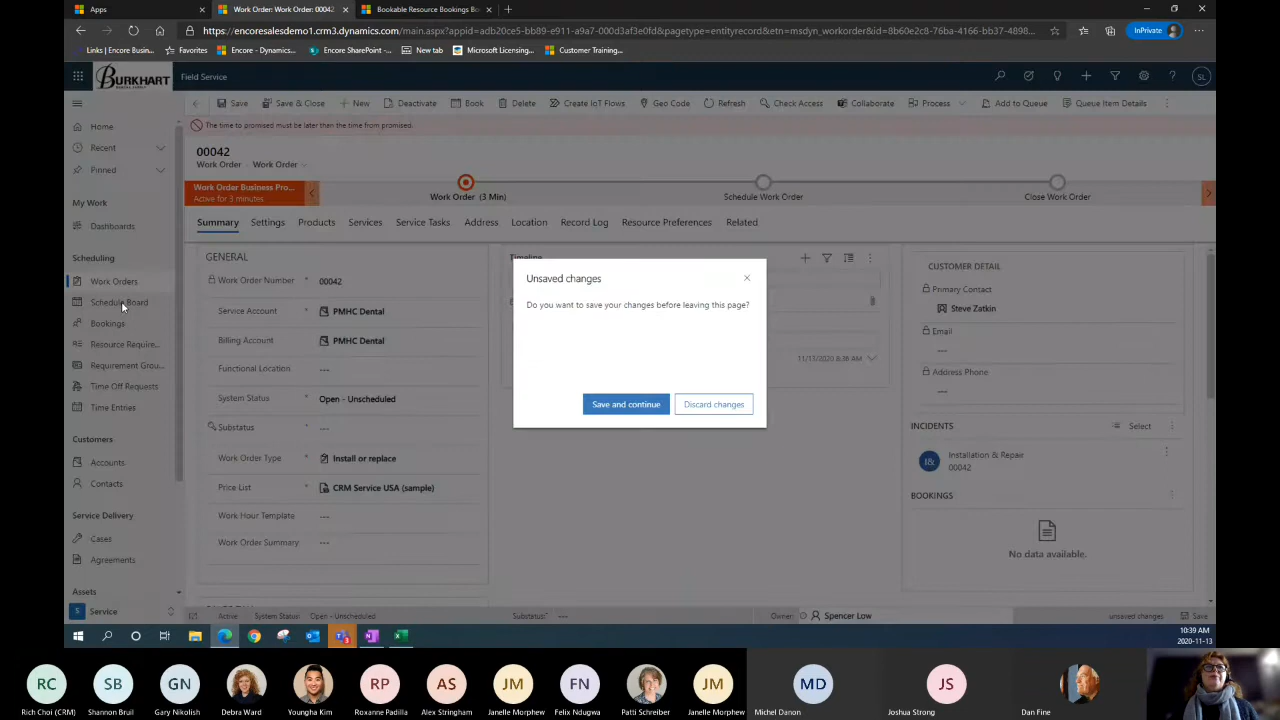 Apps
Work Order: Work Order: 00042
Bookable Resource Bookings Bo
https://encoresalesdemo1.crm3.dynamics.com/main.aspx?appid=adb20ce5-bb89-e911-a9a7-000d3af3e0fd&pagetype=entityrecord&etn=msdyn_workorder&id=8b60e2c8-76ba-4166-bb37-4898...
InPrivate
Links | Encore Busin...
Favorites
Encore - Dynamics...
Encore SharePoint -...
New tab
Microsoft Licensing...
Customer Training...
BURKHART
Field Service
SL
Save
Save & Close
New
Deactivate
Book
Delete
Create IoT Flows
Geo Code
Refresh
Check Access
Collaborate
Process
Add to Queue
Queue Item Details
Home
Recent
Pinned
My Work
Dashboards
Scheduling
Work Orders
Schedule Board
Bookings
Resource Require...
Requirement Grou...
Time Off Requests
Time Entries
Customers
Accounts
Contacts
Service Delivery
Cases
Agreements
Assets
S Service
The time to promised must be later than the time from promised.
00042
Work Order · Work Order
Work Order Business Pro...
Active for 3 minutes
Work Order (3 Min)
Schedule Work Order
Close Work Order
Summary
Settings
Products
Services
Service Tasks
Address
Location
Record Log
Resource Preferences
Related
GENERAL
Work Order Number * 00042
Service Account * PMHC Dental
Billing Account PMHC Dental
Functional Location ---
System Status * Open - Unscheduled
Substatus * ---
Work Order Type * Install or replace
Price List * CRM Service USA (sample)
Work Hour Template ---
Work Order Summary ---
Timeline
11/13/2020 8:36 AM
Unsaved changes
Do you want to save your changes before leaving this page?
Save and continue
Discard changes
CUSTOMER DETAIL
Primary Contact
Steve Zatkin
Email
---
Address Phone
---
INCIDENTS
Select
I&
Installation & Repair
00042
BOOKINGS
No data available.
Active
System Status:
Open - Unscheduled
Substatus:*
---
Owner:
Spencer Low
unsaved changes
Save
10:39 AM
2020-11-13
RC
SB
GN
RP
AS
JM
FN
JM
MD
JS
Rich Choi (CRM)
Shannon Bruil
Gary Nikolish
Debra Ward
Youngha Kim
Roxanne Padilla
Alex Stringham
Janelle Morphew
Felix Ndugwa
Patti Schreiber
Janelle Morphew
Michel Danon
Joshua Strong
Dan Fine